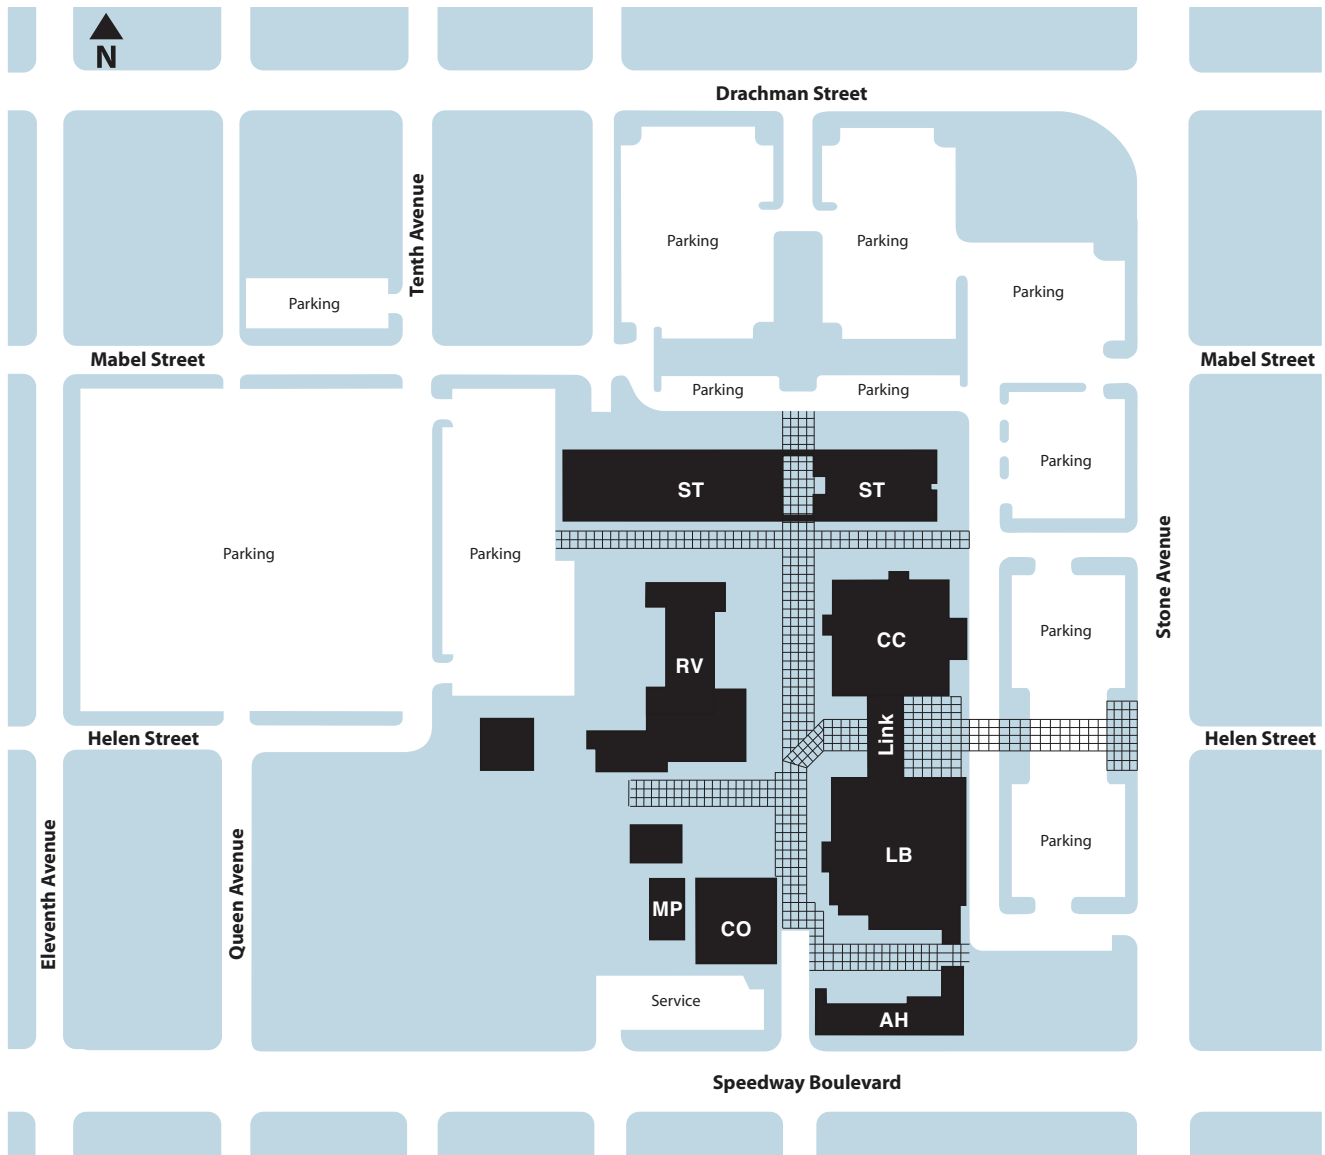 N
Drachman Street
Tenth Avenue
Parking
Parking
Parking
Parking
Mabel Street
Mabel Street
Parking
Parking
Parking
ST
ST
Parking
Parking
Stone Avenue
RV
CC
Parking
Link
Helen Street
Helen Street
Eleventh Avenue
Queen Avenue
LB
Parking
MP
CO
Service
AH
Speedway Boulevard